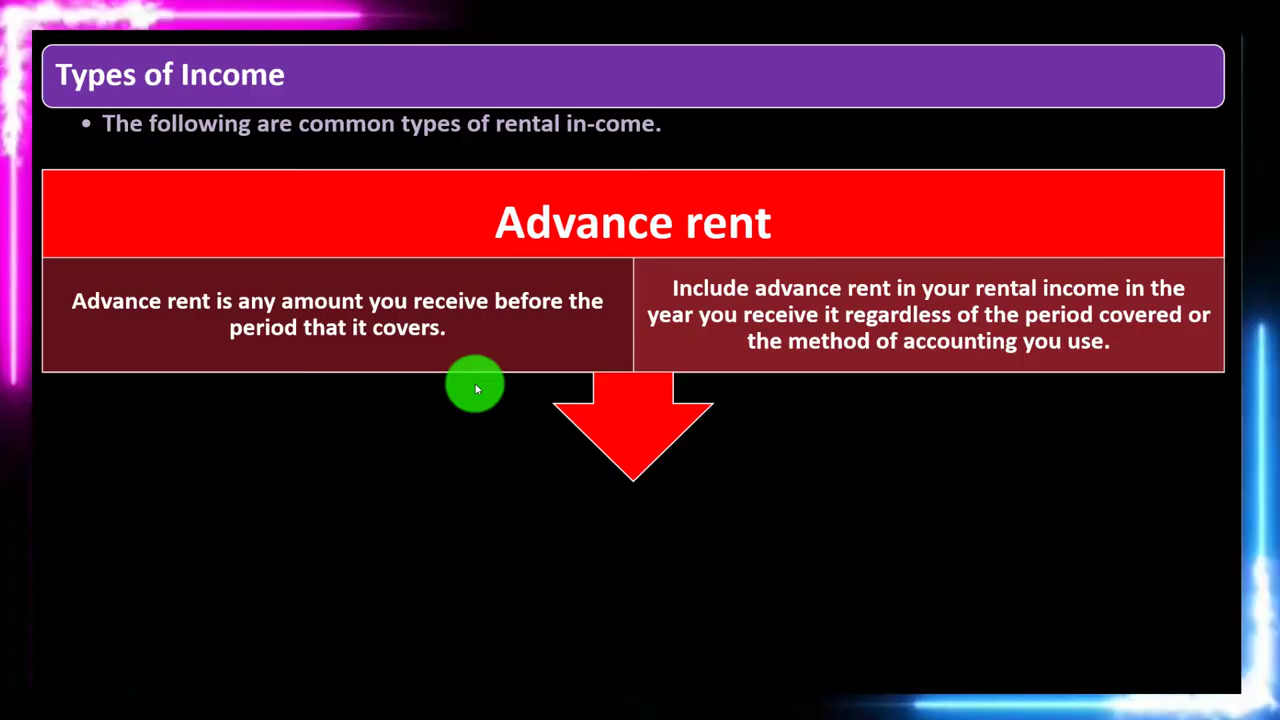 Types of Income
• The following are common types of rental in-come.
Advance rent
Advance rent is any amount you receive before the
period that it covers.
Include advance rent in your rental income in the
year you receive it regardless of the period covered or
the method of accounting you use.